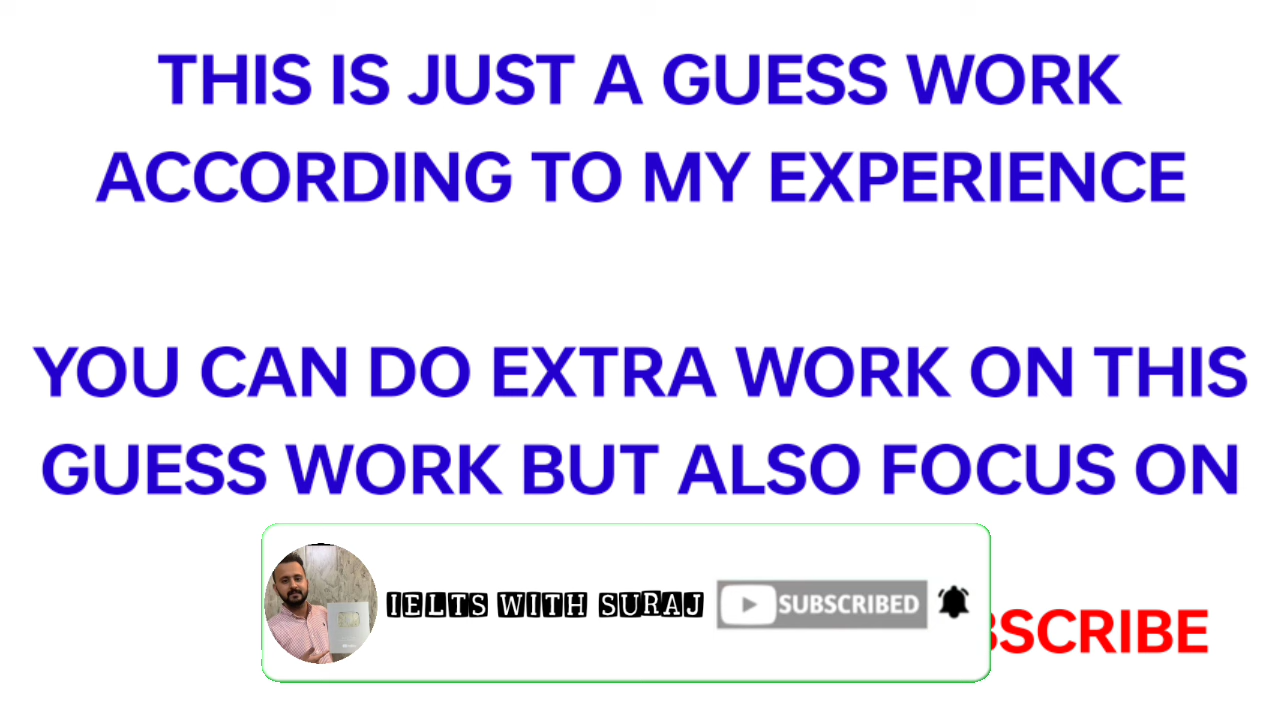 THIS IS JUST A GUESS WORK
ACCORDING TO MY EXPERIENCE
YOU CAN DO EXTRA WORK ON THIS
GUESS WORK BUT ALSO FOCUS ON
IELTS WITH SURAJ SUBSCRIBED